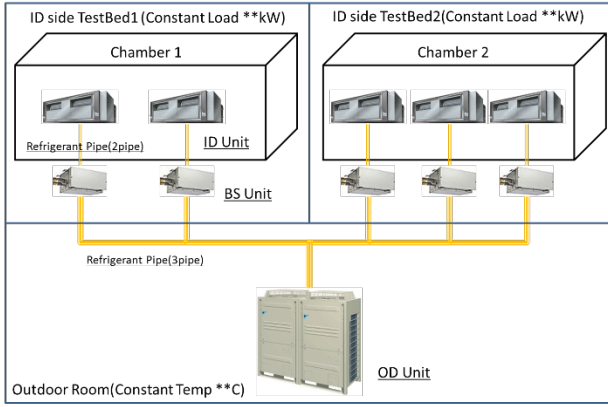 ID side TestBed1(Constant Load **kW)
ID side TestBed2(Constant Load **kW)
Chamber 1
Chamber 2
Refrigerant Pipe(2pipe)
ID Unit
BS Unit
Refrigerant Pipe(3pipe)
OD Unit
Outdoor Room(Constant Temp **C)